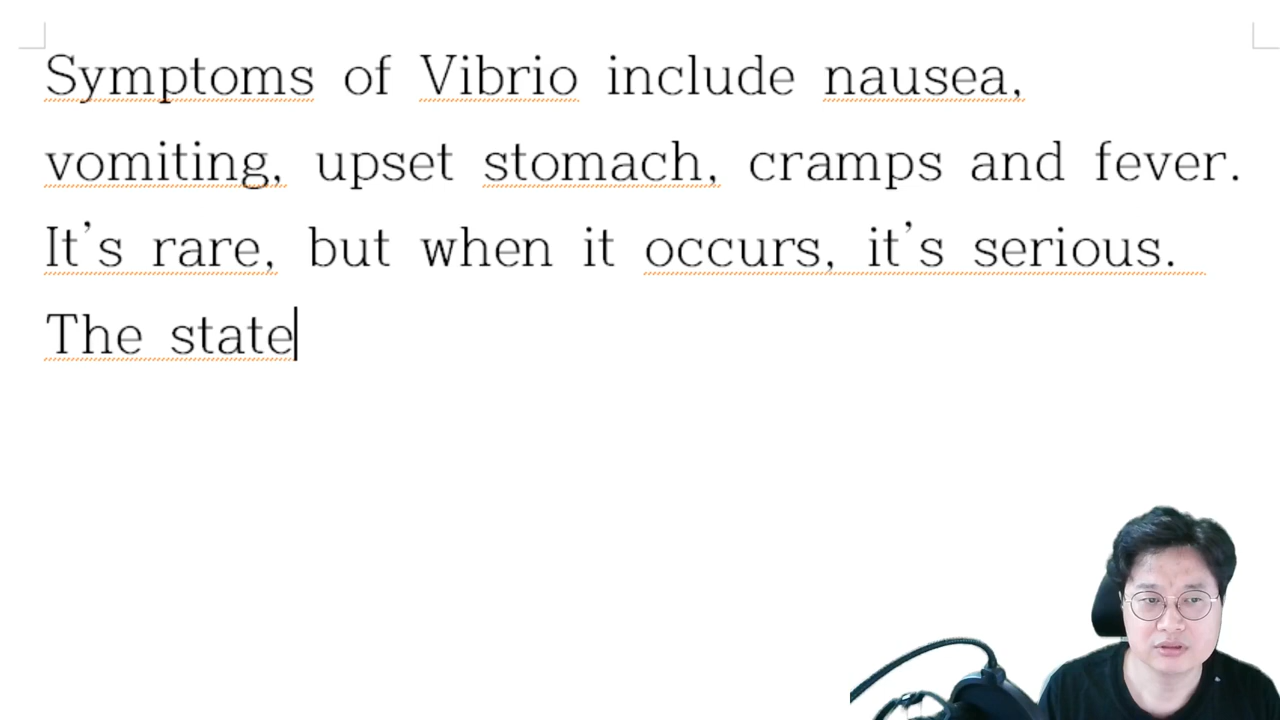 Symptoms of Vibrio include nausea,
vomiting, upset stomach, cramps and fever.
It's rare, but when it occurs, it's serious.
The state